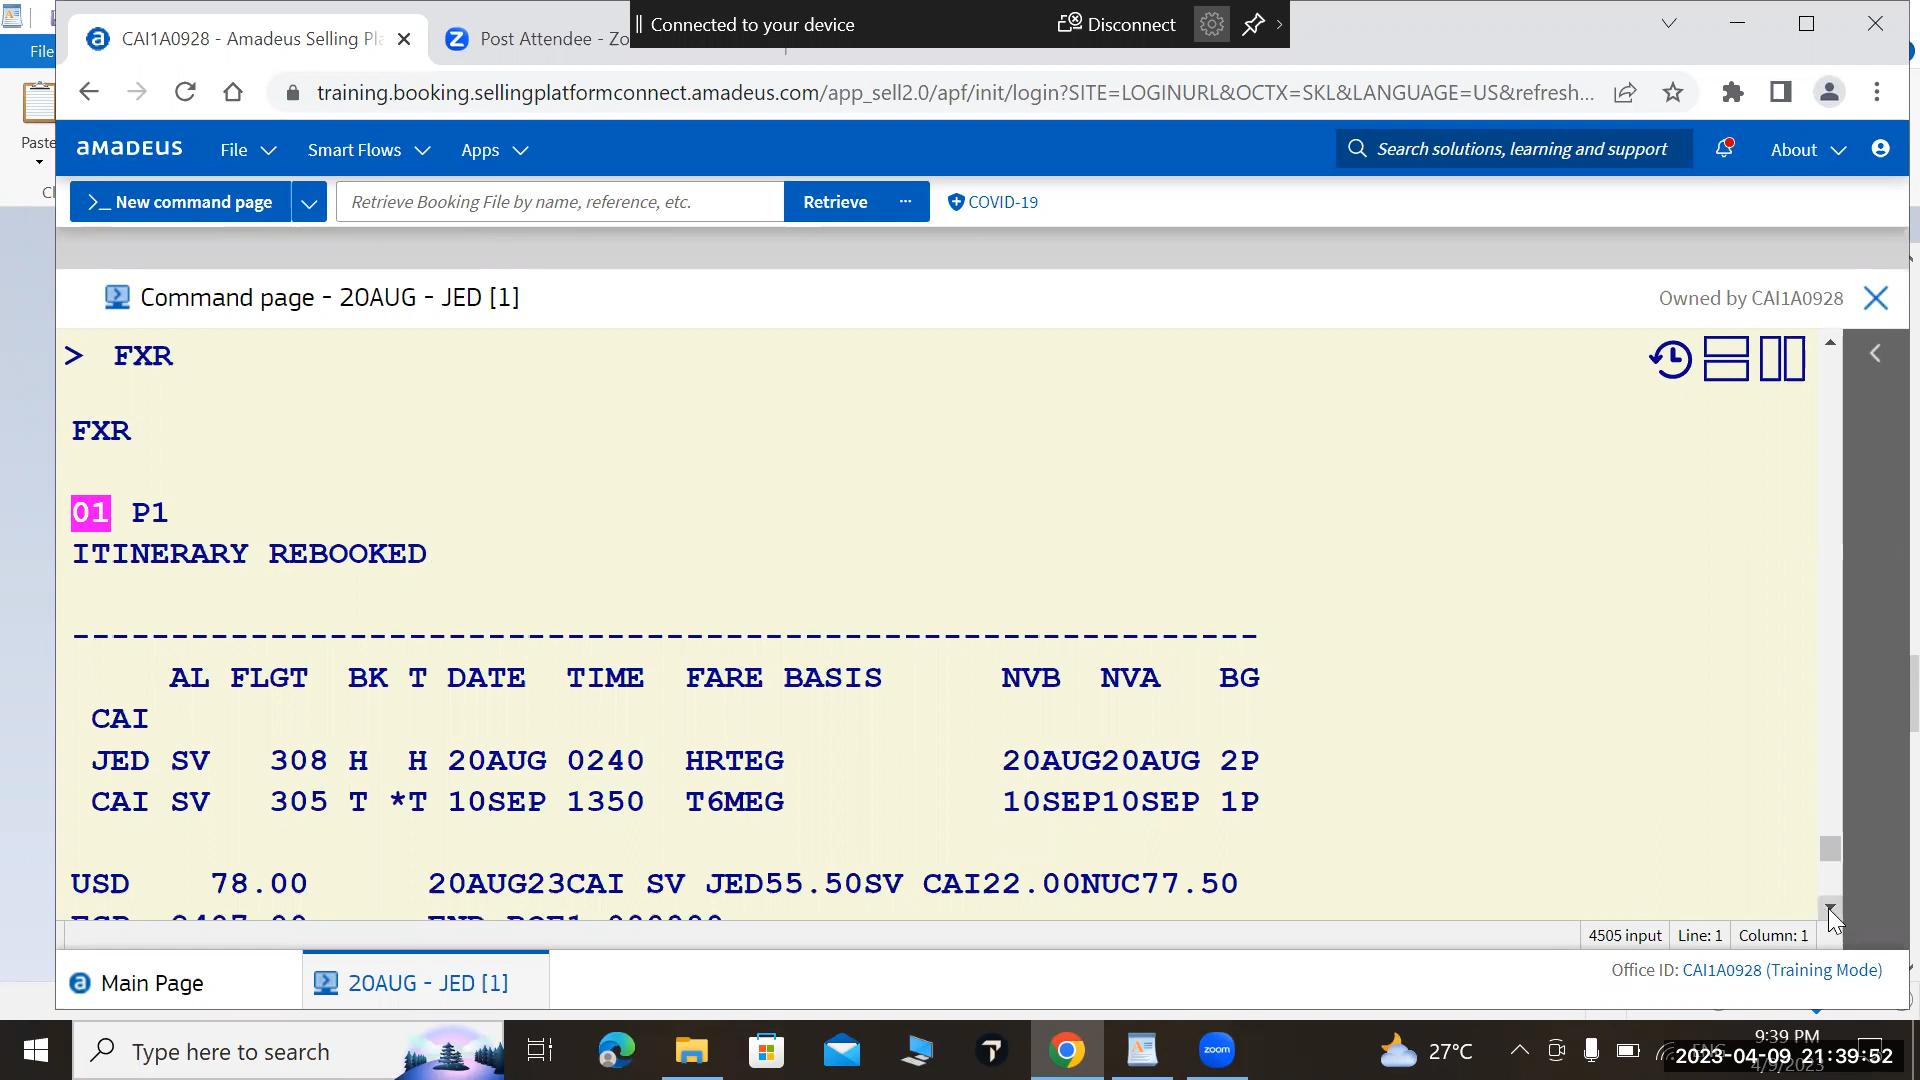 File
CAI1A0928 - Amadeus Selling Pla
Post Attendee - Zo
Connected to your device
Disconnect
training.booking.sellingplatformconnect.amadeus.com/app_sell2.0/apf/init/login?SITE=LOGINURL&OCTX=SKL&LANGUAGE=US&refresh...
Paste
Cl
amadeus
File
Smart Flows
Apps
Search solutions, learning and support
About
>_ New command page
Retrieve Booking File by name, reference, etc.
Retrieve
...
COVID-19
Command page - 20AUG - JED [1]
Owned by CAI1A0928
> FXR
FXR
01 P1
ITINERARY REBOOKED
------------------------------------------------------------
AL FLGT BK T DATE TIME FARE BASIS NVB NVA BG
CAI
JED SV 308 H H 20AUG 0240 HRTEG 20AUG20AUG 2P
CAI SV 305 T *T 10SEP 1350 T6MEG 10SEP10SEP 1P
USD 78.00 20AUG23CAI SV JED55.50SV CAI22.00NUC77.50
4505 input
Line: 1
Column: 1
Main Page
20AUG - JED [1]
Office ID: CAI1A0928 (Training Mode)
Type here to search
zoom
27°C
9:39 PM
2023-04-09 21:39:52
4/9/2023